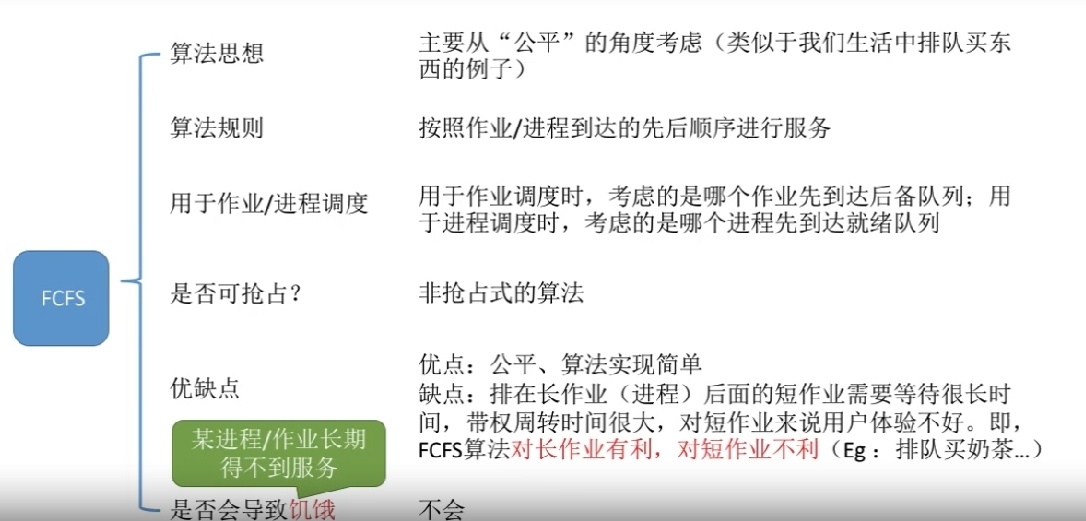 FCFS
算法思想
主要从“公平”的角度考虑（类似于我们生活中排队买东
西的例子）
算法规则
按照作业/进程到达的先后顺序进行服务
用于作业/进程调度
用于作业调度时，考虑的是哪个作业先到达后备队列；用
于进程调度时，考虑的是哪个进程先到达就绪队列
是否可抢占？
非抢占式的算法
优缺点
优点：公平、算法实现简单
缺点：排在长作业（进程）后面的短作业需要等待很长时
间，带权周转时间很大，对短作业来说用户体验不好。即，
FCFS算法对长作业有利，对短作业不利（Eg：排队买奶茶...）
某进程/作业长期
得不到服务
是否会导致饥饿
不会